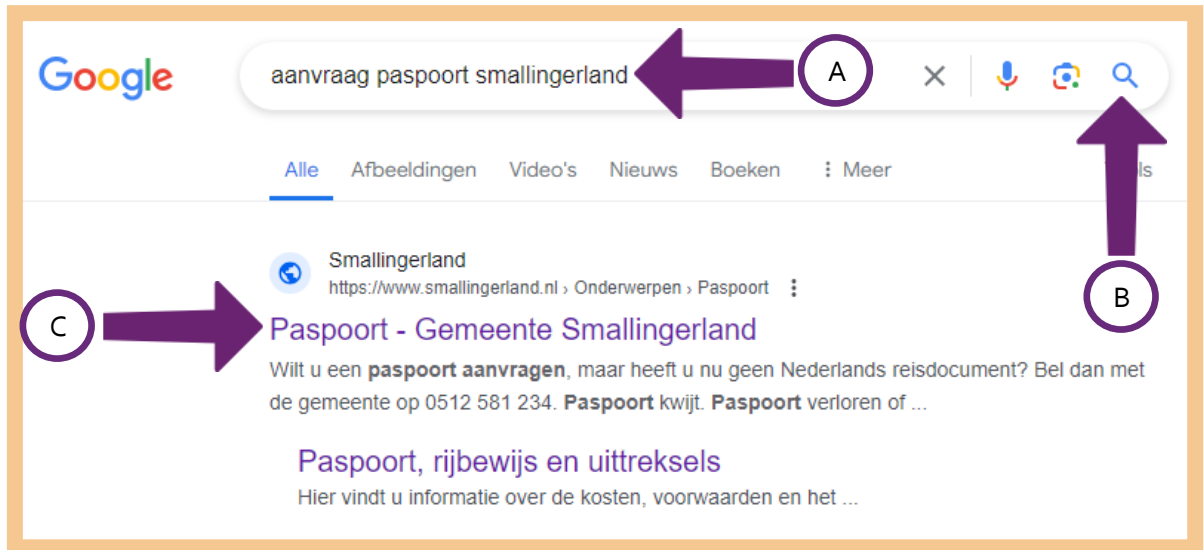 Google
aanvraag paspoort smallingerland
A
Alle Afbeeldingen Video's Nieuws Boeken Meer
B
Smallingerland
https://www.smallingerland.nl › Onderwerpen › Paspoort
C
Paspoort - Gemeente Smallingerland
Wilt u een paspoort aanvragen, maar heeft u nu geen Nederlands reisdocument? Bel dan met
de gemeente op 0512 581 234. Paspoort kwijt. Paspoort verloren of ...
Paspoort, rijbewijs en uittreksels
Hier vindt u informatie over de kosten, voorwaarden en het ...